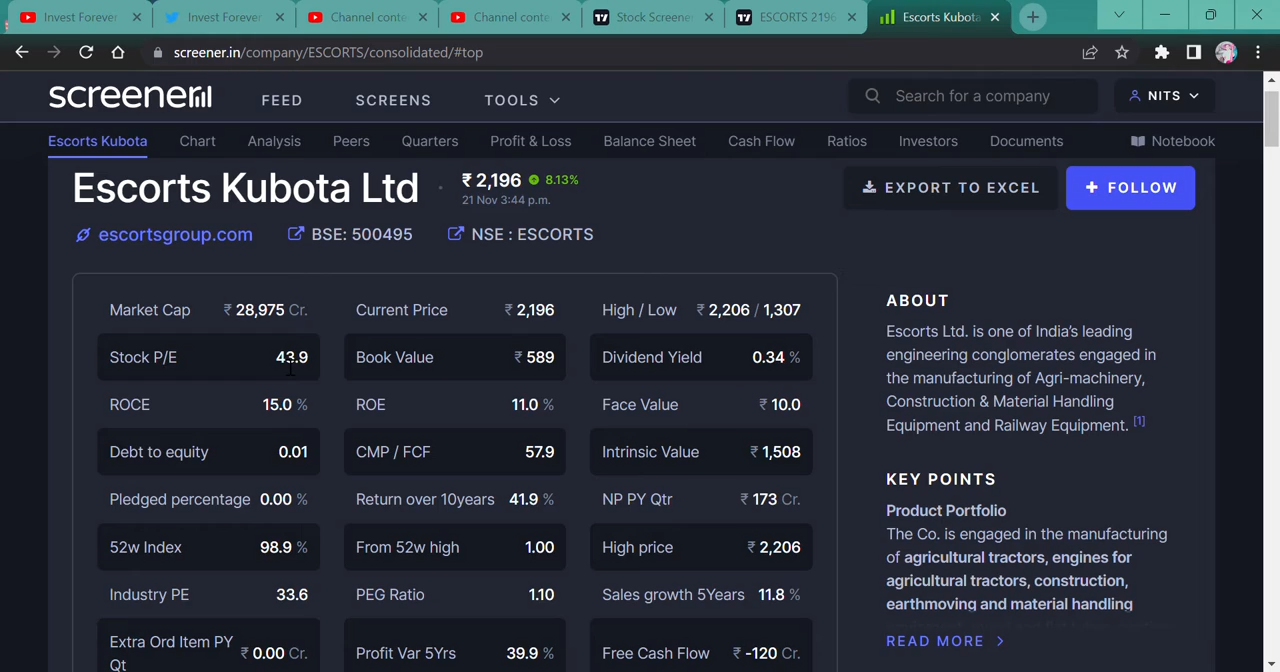 Invest Forever
Invest Forever
Channel conte
Channel conte
Stock Screene
ESCORTS 2196
Escorts Kubota
screener.in/company/ESCORTS/consolidated/#top
screener
FEED
SCREENS
TOOLS
Search for a company
NITS
Escorts Kubota
Chart
Analysis
Peers
Quarters
Profit & Loss
Balance Sheet
Cash Flow
Ratios
Investors
Documents
Notebook
Escorts Kubota Ltd
₹ 2,196 8.13%
21 Nov 3:44 p.m.
EXPORT TO EXCEL
+ FOLLOW
escortsgroup.com
BSE: 500495
NSE : ESCORTS
Market Cap ₹ 28,975 Cr.
Current Price ₹ 2,196
High / Low ₹ 2,206 / 1,307
Stock P/E 43.9
Book Value ₹ 589
Dividend Yield 0.34 %
ROCE 15.0 %
ROE 11.0 %
Face Value ₹ 10.0
Debt to equity 0.01
CMP / FCF 57.9
Intrinsic Value ₹ 1,508
Pledged percentage 0.00 %
Return over 10years 41.9 %
NP PY Qtr ₹ 173 Cr.
52w Index 98.9 %
From 52w high 1.00
High price ₹ 2,206
Industry PE 33.6
PEG Ratio 1.10
Sales growth 5Years 11.8 %
Extra Ord Item PY
Qt ₹ 0.00 Cr.
Profit Var 5Yrs 39.9 %
Free Cash Flow ₹ -120 Cr.
ABOUT
Escorts Ltd. is one of India's leading
engineering conglomerates engaged in
the manufacturing of Agri-machinery,
Construction & Material Handling
Equipment and Railway Equipment. [1]
KEY POINTS
Product Portfolio
The Co. is engaged in the manufacturing
of agricultural tractors, engines for
agricultural tractors, construction,
earthmoving and material handling
READ MORE >